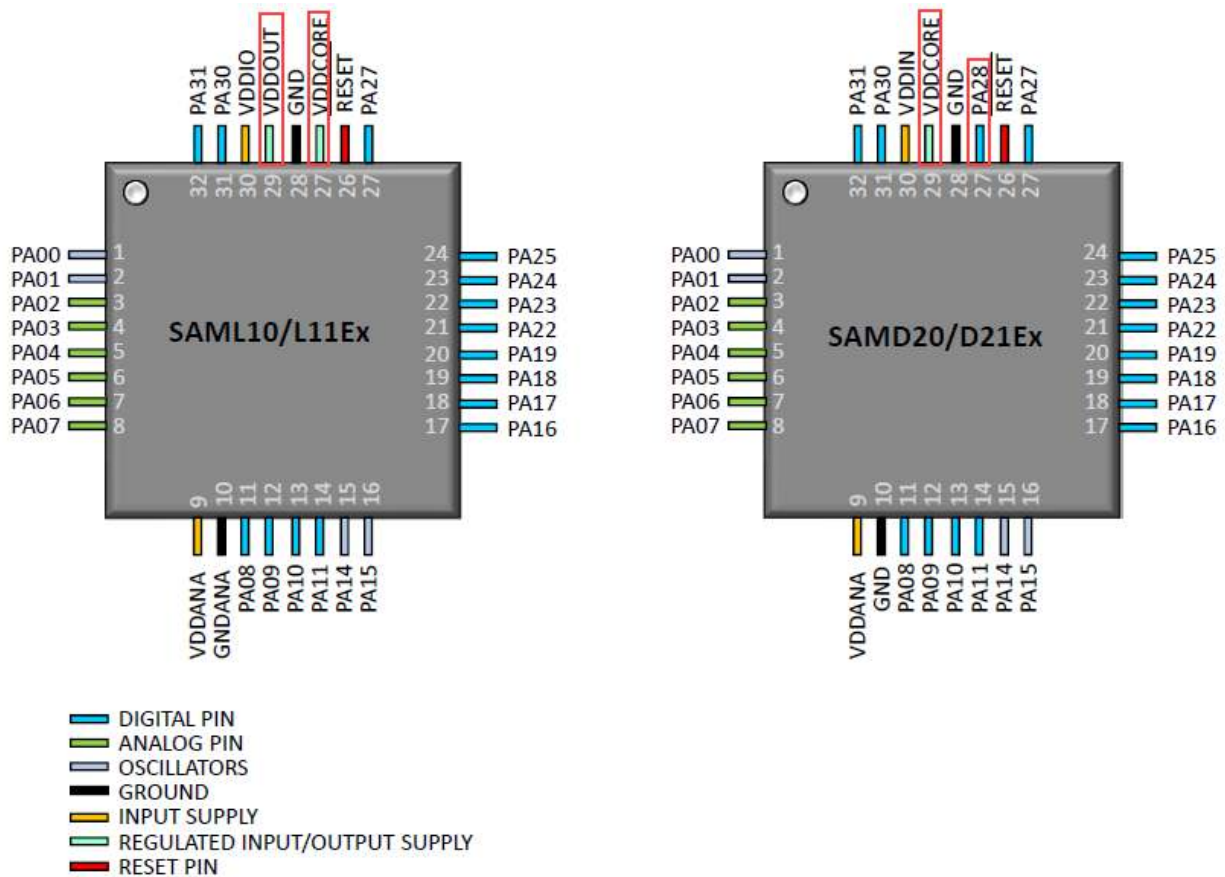 PA31 PA30 VDDIO VDDOUT GND VDDCORE RESET PA27
32 31 30 29 28 27 26 27
PA00 1 24 PA25
PA01 2 23 PA24
PA02 3 22 PA23
PA03 4 21 PA22
PA04 5 20 PA19
PA05 6 19 PA18
PA06 7 18 PA17
PA07 8 17 PA16
SAML10/L11Ex
9 10 11 12 13 14 15 16
VDDANA GNDANA PA08 PA09 PA10 PA11 PA14 PA15
PA31 PA30 VDDIN VDDCORE GND PA28 RESET PA27
32 31 30 29 28 27 26 27
PA00 1 24 PA25
PA01 2 23 PA24
PA02 3 22 PA23
PA03 4 21 PA22
PA04 5 20 PA19
PA05 6 19 PA18
PA06 7 18 PA17
PA07 8 17 PA16
SAMD20/D21Ex
9 10 11 12 13 14 15 16
VDDANA GND PA08 PA09 PA10 PA11 PA14 PA15
DIGITAL PIN
ANALOG PIN
OSCILLATORS
GROUND
INPUT SUPPLY
REGULATED INPUT/OUTPUT SUPPLY
RESET PIN